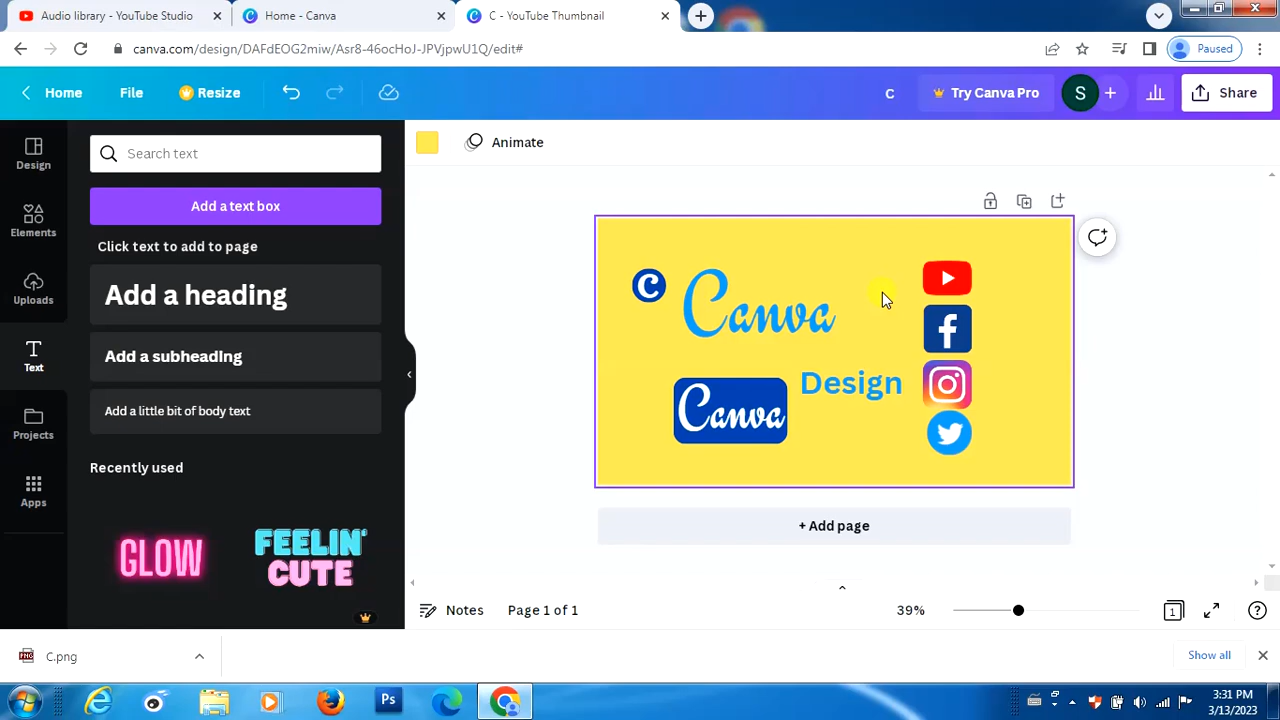 Audio library - YouTube Studio
Home - Canva
C - YouTube Thumbnail
canva.com/design/DAFdEOG2miw/Asr8-46ocHoJ-JPVjpwU1Q/edit#
Paused
Home
File
Resize
C
Try Canva Pro
S
Share
Design
Elements
Uploads
Text
Projects
Apps
Search text
Add a text box
Click text to add to page
Add a heading
Add a subheading
Add a little bit of body text
Recently used
GLOW
FEELIN'
CUTE
Animate
C
Canva
Canva
Design
+ Add page
Notes
Page 1 of 1
39%
1
C.png
Show all
Ps
3:31 PM
3/13/2023